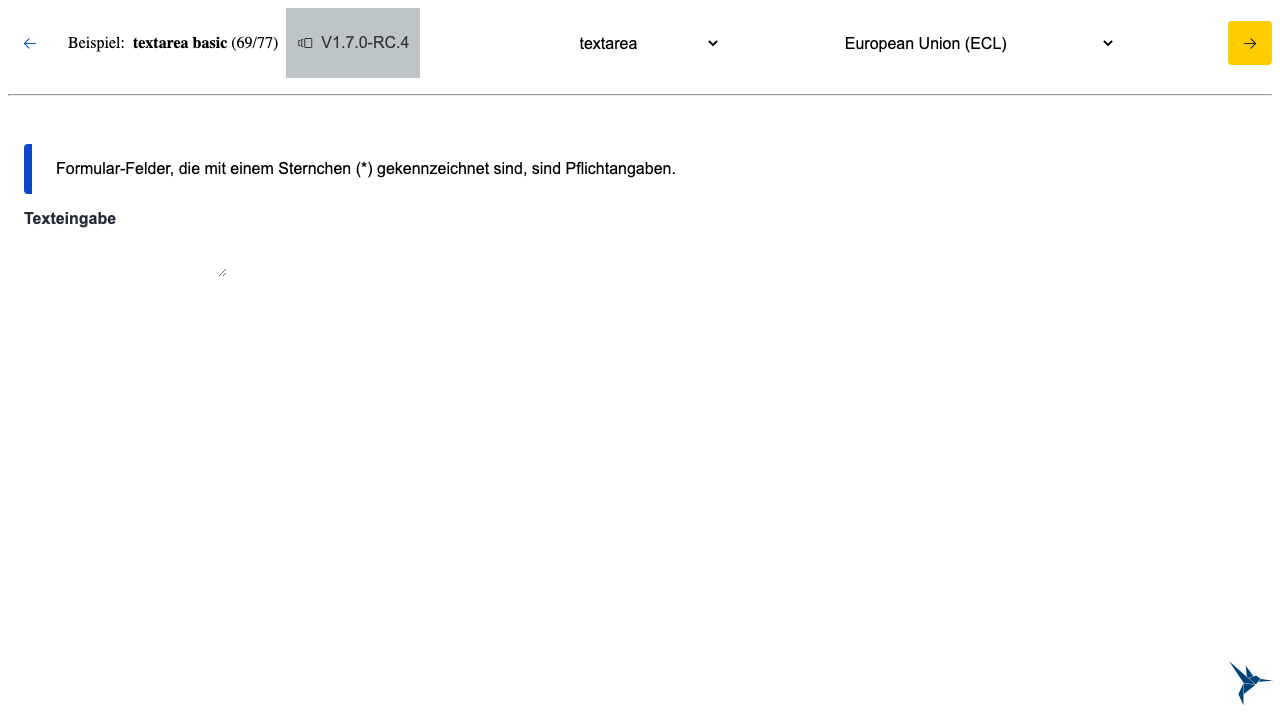 Beispiel: textarea basic (69/77) V1.7.0-RC.4 textarea European Union (ECL)
Formular-Felder, die mit einem Sternchen (*) gekennzeichnet sind, sind Pflichtangaben.
Texteingabe